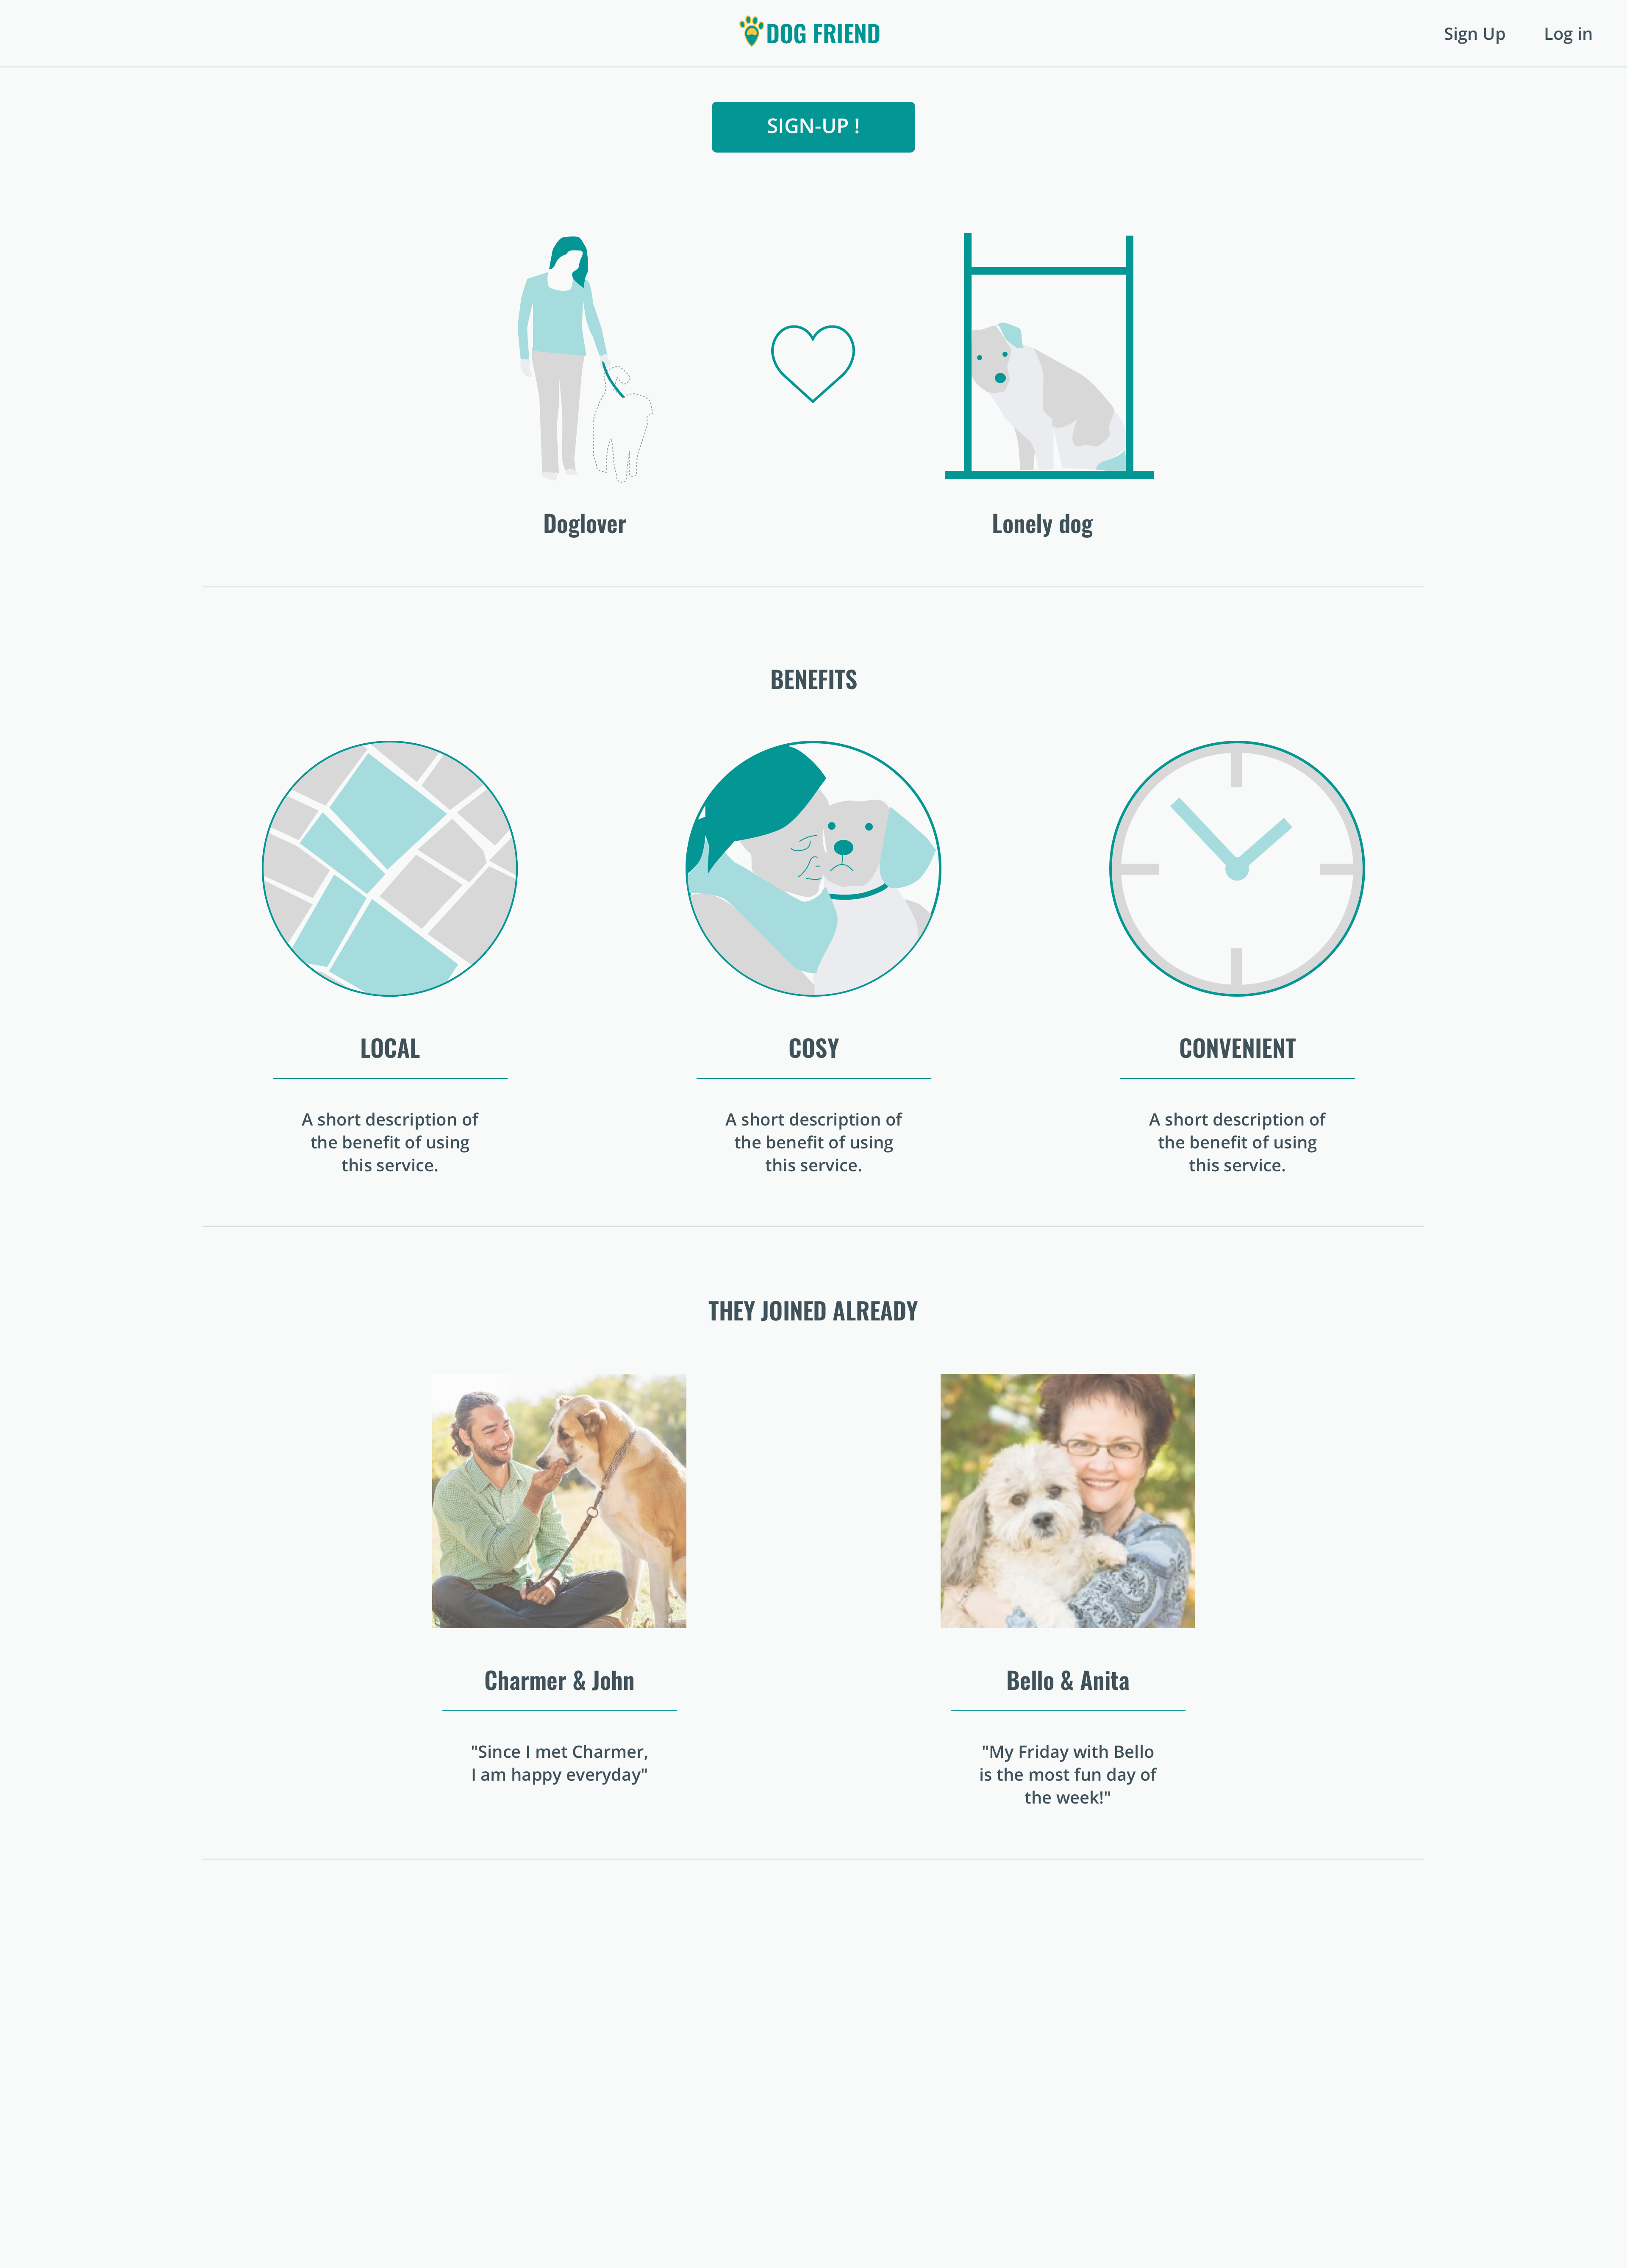 DOG FRIEND
Sign Up
Log in
SIGN-UP !
Doglover
Lonely dog
BENEFITS
LOCAL
A short description of
the benefit of using
this service.
COSY
A short description of
the benefit of using
this service.
CONVENIENT
A short description of
the benefit of using
this service.
THEY JOINED ALREADY
Charmer & John
"Since I met Charmer,
I am happy everyday"
Bello & Anita
"My Friday with Bello
is the most fun day of
the week!"